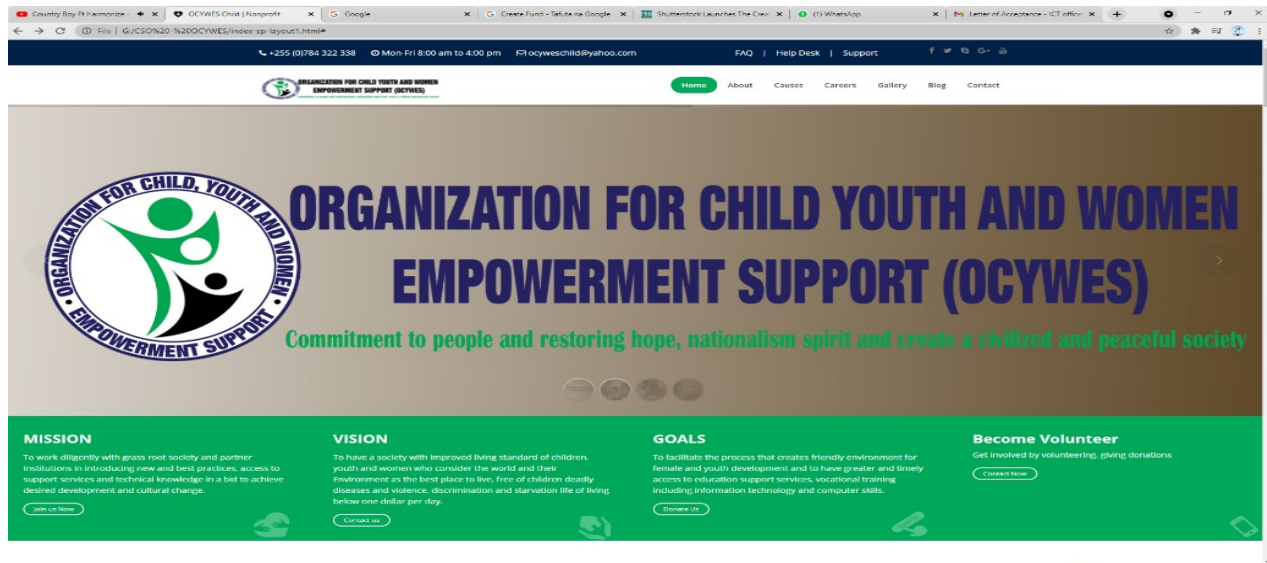 Country Boy Ft Harmonize -
OCYWES Child | Nonprofit
Google
Create Fund - Tafuta na Google
Shutterstock Launches The Crea
(1) WhatsApp
Letter of Acceptance - ICT office
File | G:/CSO%20-%20OCYWES/index-sp-layout1.html#
+255 (0)784 322 338 Mon-Fri 8:00 am to 4:00 pm ocyweschild@yahoo.com FAQ | Help Desk | Support
ORGANIZATION FOR CHILD YOUTH AND WOMEN
EMPOWERMENT SUPPORT (OCYWES)
Home About Causes Careers Gallery Blog Contact
ORGANIZATION FOR CHILD, YOUTH AND WOMEN
EMPOWERMENT SUPPORT
ORGANIZATION FOR CHILD YOUTH AND WOMEN
EMPOWERMENT SUPPORT (OCYWES)
Commitment to people and restoring hope, nationalism spirit and create a civilized and peaceful society
MISSION
To work diligently with grass root society and partner
institutions in introducing new and best practices, access to
support services and technical knowledge in a bid to achieve
desired development and cultural change.
Join us Now
VISION
To have a society with improved living standard of children,
youth and women who consider the world and their
Environment as the best place to live, free of children deadly
diseases and violence, discrimination and starvation life of living
below one dollar per day.
Contact us
GOALS
To facilitate the process that creates friendly environment for
female and youth development and to have greater and timely
access to education support services, vocational training
including information technology and computer skills.
Donate Us
Become Volunteer
Get involved by volunteering, giving donations
Contact Now